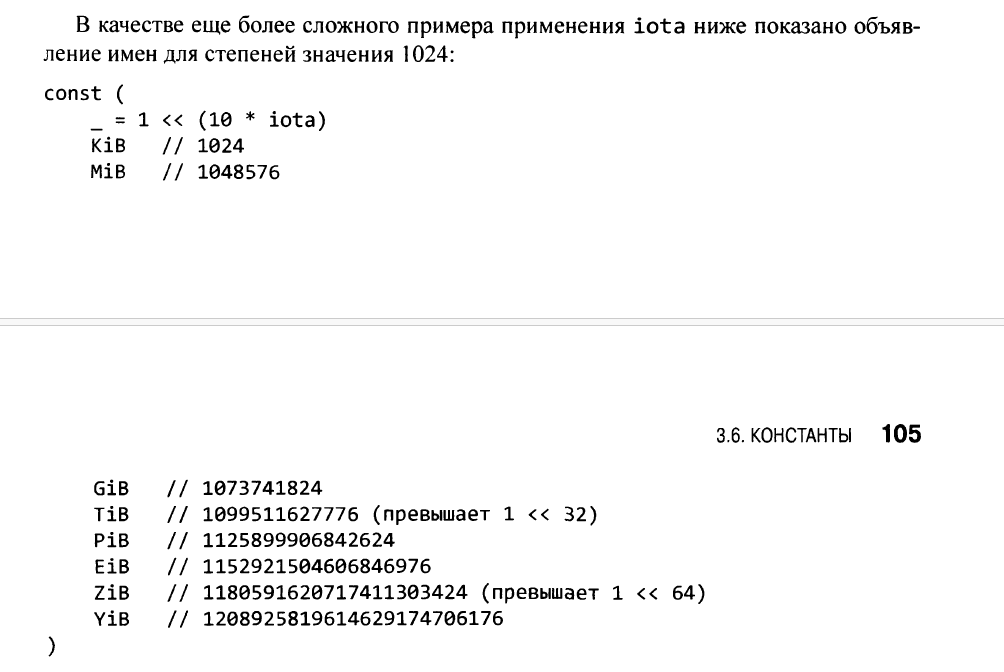 В качестве еще более сложного примера применения iota ниже показано объяв-
ление имен для степеней значения 1024:
const (
    _ = 1 << (10 * iota)
    KiB   // 1024
    MiB   // 1048576
3.6. КОНСТАНТЫ   105
    GiB   // 1073741824
    TiB   // 1099511627776 (превышает 1 << 32)
    PiB   // 1125899906842624
    EiB   // 1152921504606846976
    ZiB   // 1180591620717411303424 (превышает 1 << 64)
    YiB   // 1208925819614629174706176
)